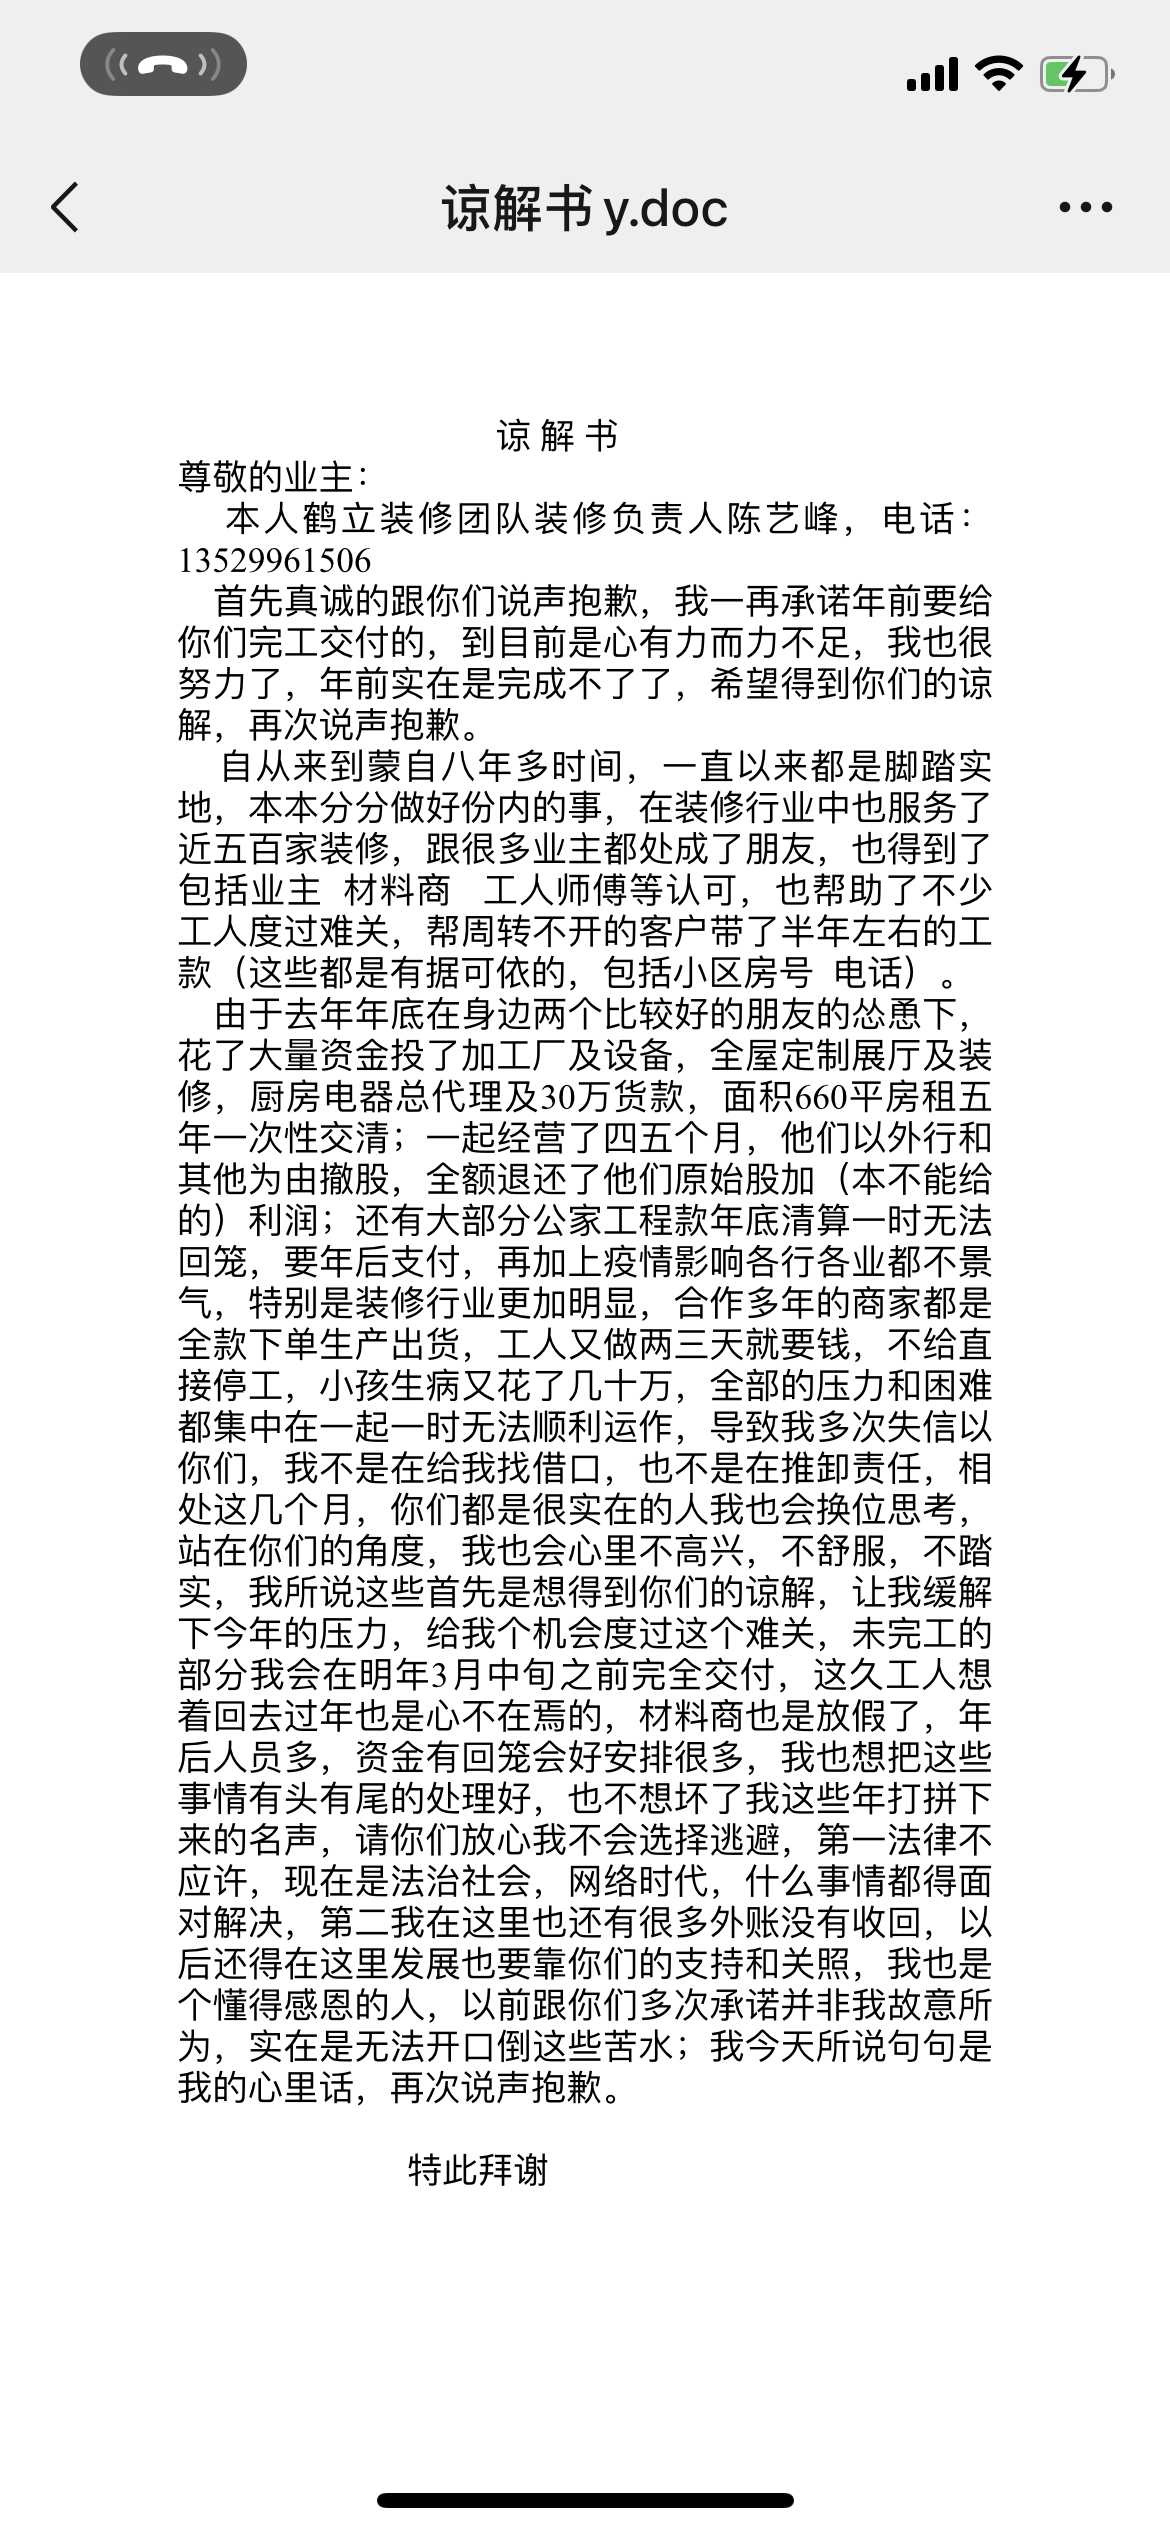 谅解书 y.doc
谅 解 书
尊敬的业主：
本人鹤立装修团队装修负责人陈艺峰，电话：
13529961506
首先真诚的跟你们说声抱歉，我一再承诺年前要给
你们完工交付的，到目前是心有力而力不足，我也很
努力了，年前实在是完成不了了，希望得到你们的谅
解，再次说声抱歉。
自从来到蒙自八年多时间，一直以来都是脚踏实
地，本本分分做好份内的事，在装修行业中也服务了
近五百家装修，跟很多业主都处成了朋友，也得到了
包括业主 材料商 工人师傅等认可，也帮助了不少
工人度过难关，帮周转不开的客户带了半年左右的工
款（这些都是有据可依的，包括小区房号 电话）。
由于去年年底在身边两个比较好的朋友的怂恿下，
花了大量资金投了加工厂及设备，全屋定制展厅及装
修，厨房电器总代理及30万货款，面积660平房租五
年一次性交清；一起经营了四五个月，他们以外行和
其他为由撤股，全额退还了他们原始股加（本不能给
的）利润；还有大部分公家工程款年底清算一时无法
回笼，要年后支付，再加上疫情影响各行各业都不景
气，特别是装修行业更加明显，合作多年的商家都是
全款下单生产出货，工人又做两三天就要钱，不给直
接停工，小孩生病又花了几十万，全部的压力和困难
都集中在一起一时无法顺利运作，导致我多次失信以
你们，我不是在给我找借口，也不是在推卸责任，相
处这几个月，你们都是很实在的人我也会换位思考，
站在你们的角度，我也会心里不高兴，不舒服，不踏
实，我所说这些首先是想得到你们的谅解，让我缓解
下今年的压力，给我个机会度过这个难关，未完工的
部分我会在明年3月中旬之前完全交付，这久工人想
着回去过年也是心不在焉的，材料商也是放假了，年
后人员多，资金有回笼会好安排很多，我也想把这些
事情有头有尾的处理好，也不想坏了我这些年打拼下
来的名声，请你们放心我不会选择逃避，第一法律不
应许，现在是法治社会，网络时代，什么事情都得面
对解决，第二我在这里也还有很多外账没有收回，以
后还得在这里发展也要靠你们的支持和关照，我也是
个懂得感恩的人，以前跟你们多次承诺并非我故意所
为，实在是无法开口倒这些苦水；我今天所说句句是
我的心里话，再次说声抱歉。
特此拜谢